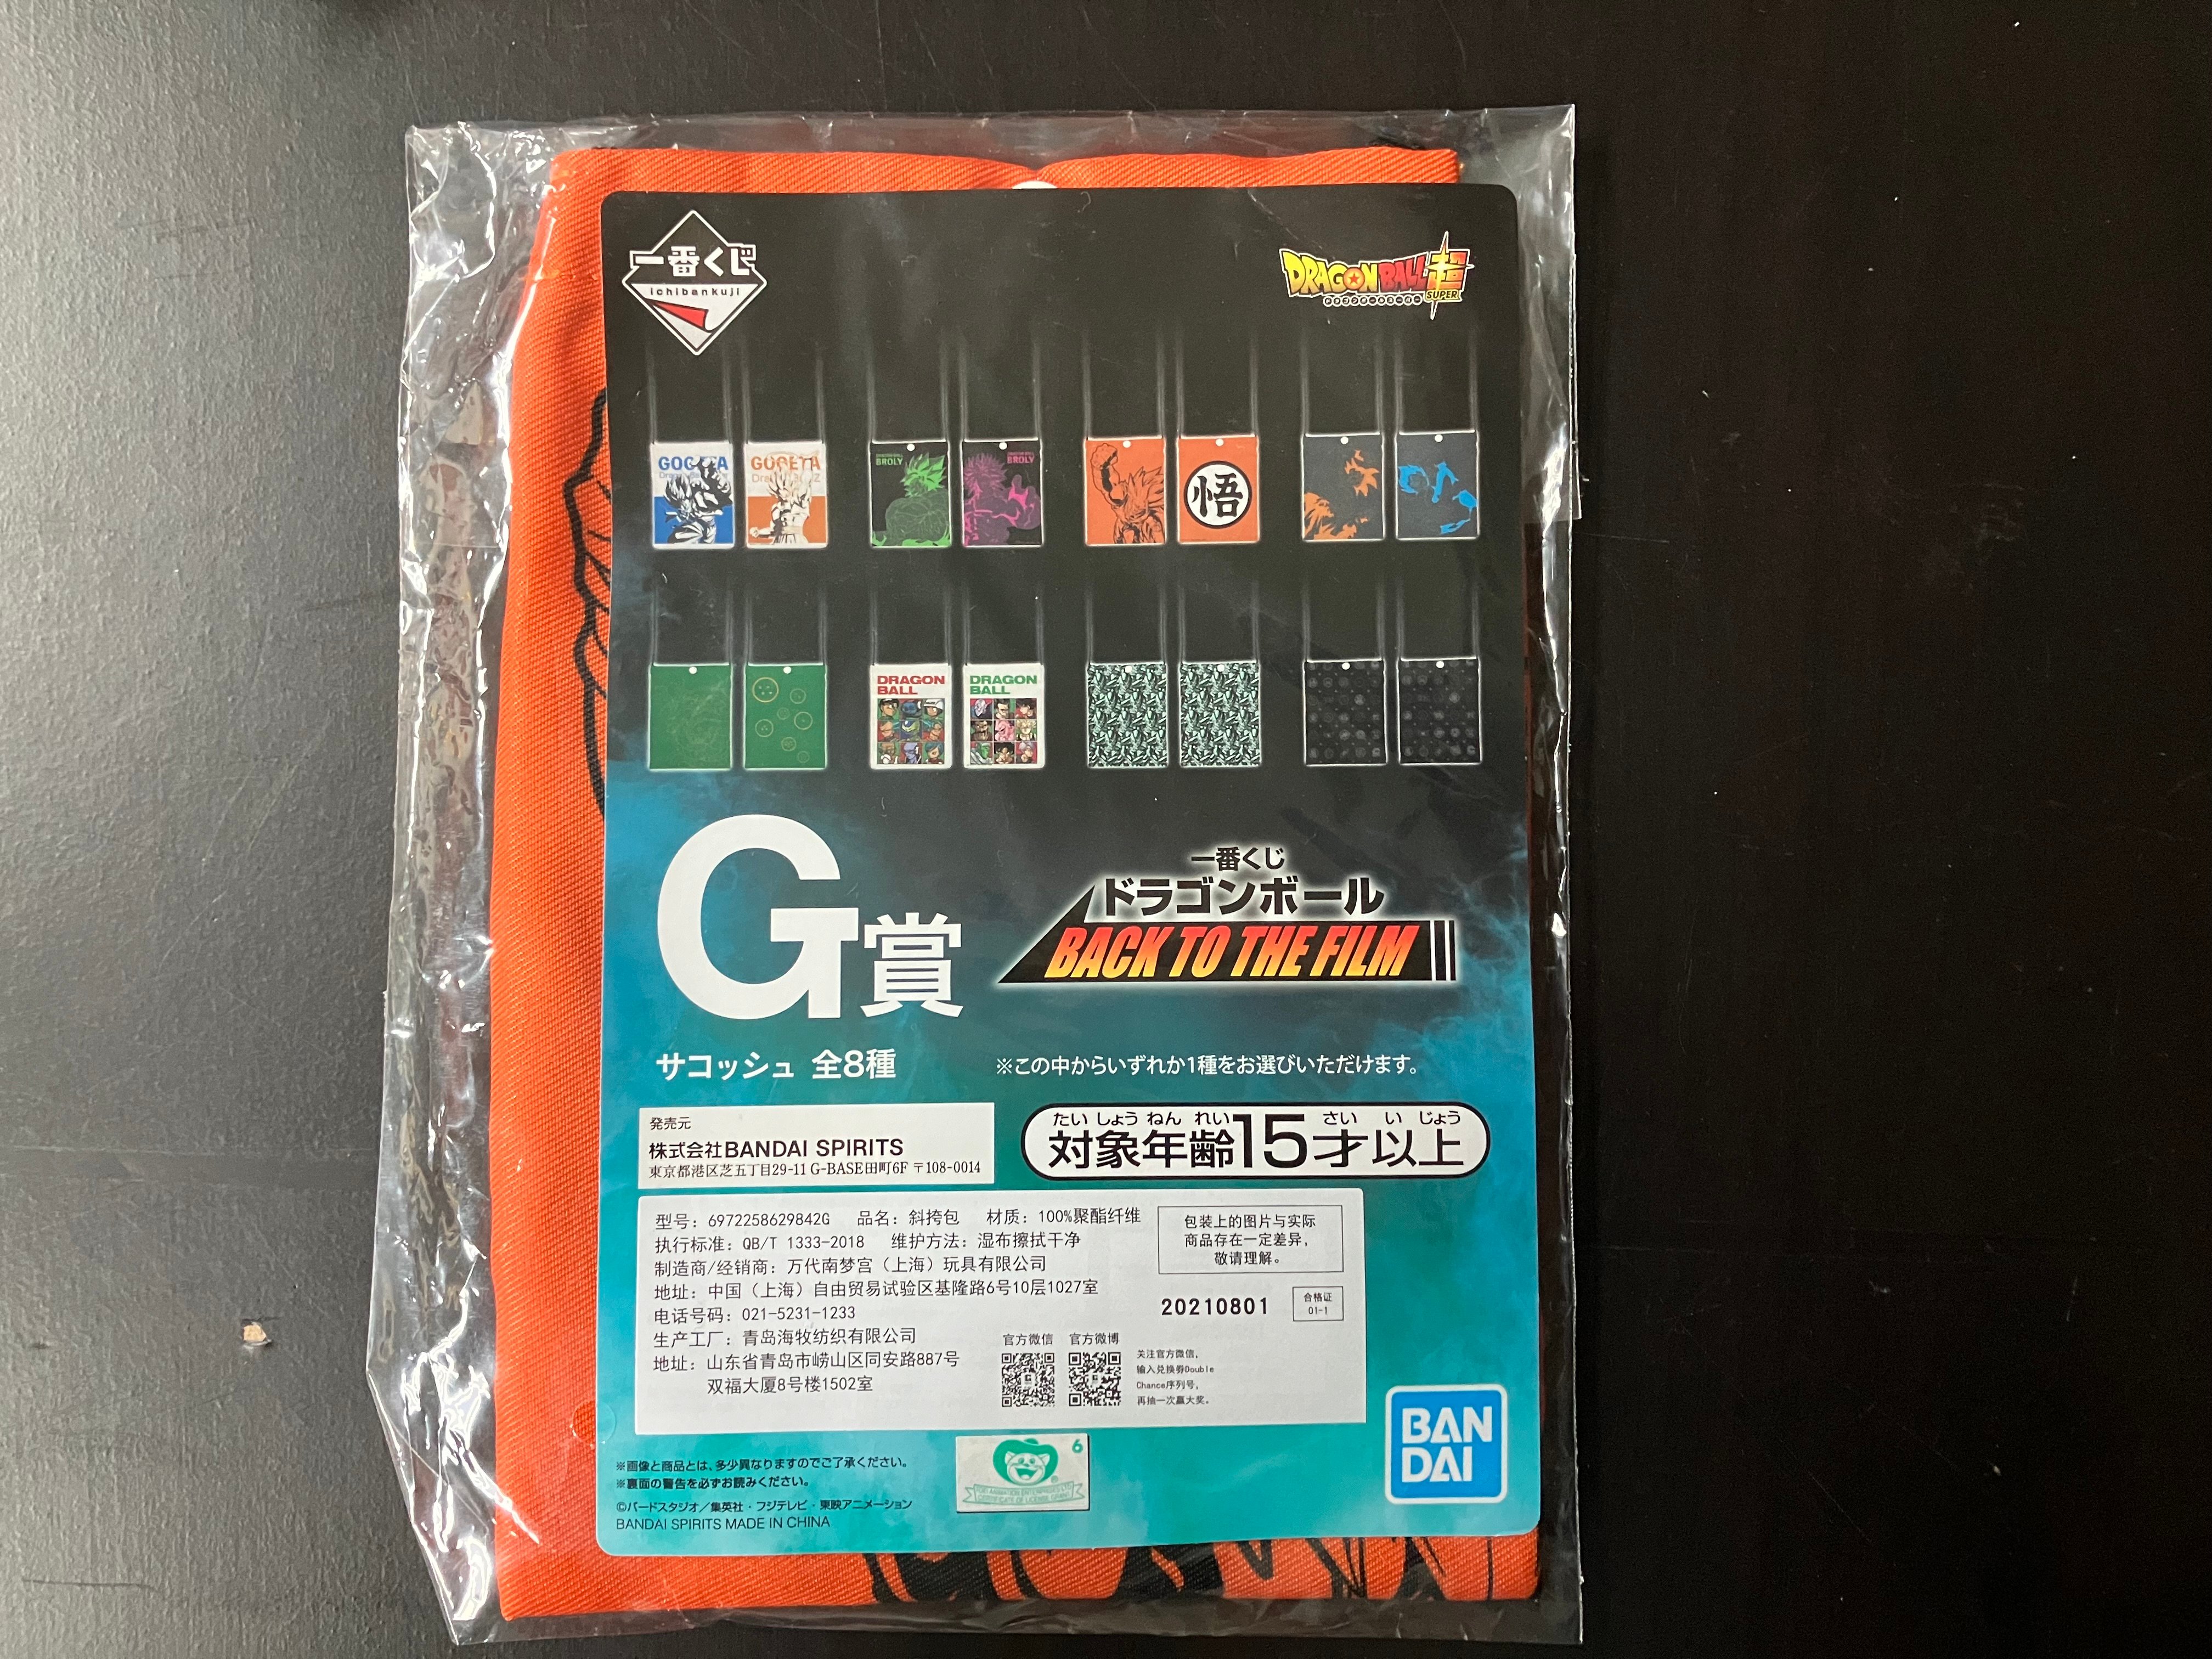 一番くじ
ichibankuji
DRAGON BALL超
SUPER
GOGETA
GOGETA
BROLY
BROLY
悟
DRAGON
BALL
DRAGON
BALL
G賞
一番くじ
ドラゴンボール
BACK TO THE FILM
サコッシュ 全8種
※この中からいずれか1種をお選びいただけます。
発売元
株式会社BANDAI SPIRITS
東京都港区芝五丁目29-11 G-BASE田町6F 〒108-0014
たい しょう ねん れい さい い じょう
対象年齢15才以上
型号：6972258629842G 品名：斜挎包 材质：100%聚酯纤维
执行标准：QB/T 1333-2018 维护方法：湿布擦拭干净
制造商/经销商：万代南梦宫（上海）玩具有限公司
地址：中国（上海）自由贸易试验区基隆路6号10层1027室
电话号码：021-5231-1233
生产工厂：青岛海牧纺织有限公司
地址：山东省青岛市崂山区同安路887号
双福大厦8号楼1502室
包装上的图片与实际
商品存在一定差异，
敬请理解。
20210801
合格证
01-1
官方微信 官方微博
关注官方微信，
输入兑换券Double
Chance序列号，
再抽一次赢大奖。
※画像と商品とは、多少異なりますのでご了承ください。
※裏面の警告を必ずお読みください。
©バードスタジオ／集英社・フジテレビ・東映アニメーション
BANDAI SPIRITS MADE IN CHINA
6
BAN
DAI